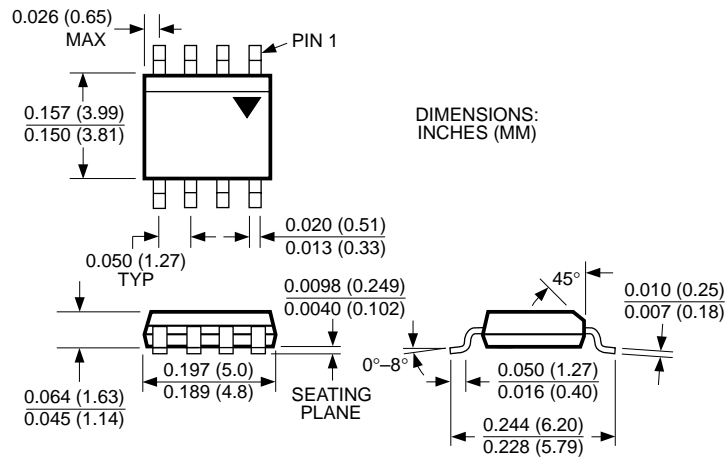 0.026 (0.65)
MAX
PIN 1
0.157 (3.99)
0.150 (3.81)
DIMENSIONS:
INCHES (MM)
0.050 (1.27)
TYP
0.020 (0.51)
0.013 (0.33)
0.0098 (0.249)
0.0040 (0.102)
45°
0.010 (0.25)
0.007 (0.18)
0°–8°
0.064 (1.63)
0.045 (1.14)
0.197 (5.0)
0.189 (4.8)
SEATING
PLANE
0.050 (1.27)
0.016 (0.40)
0.244 (6.20)
0.228 (5.79)